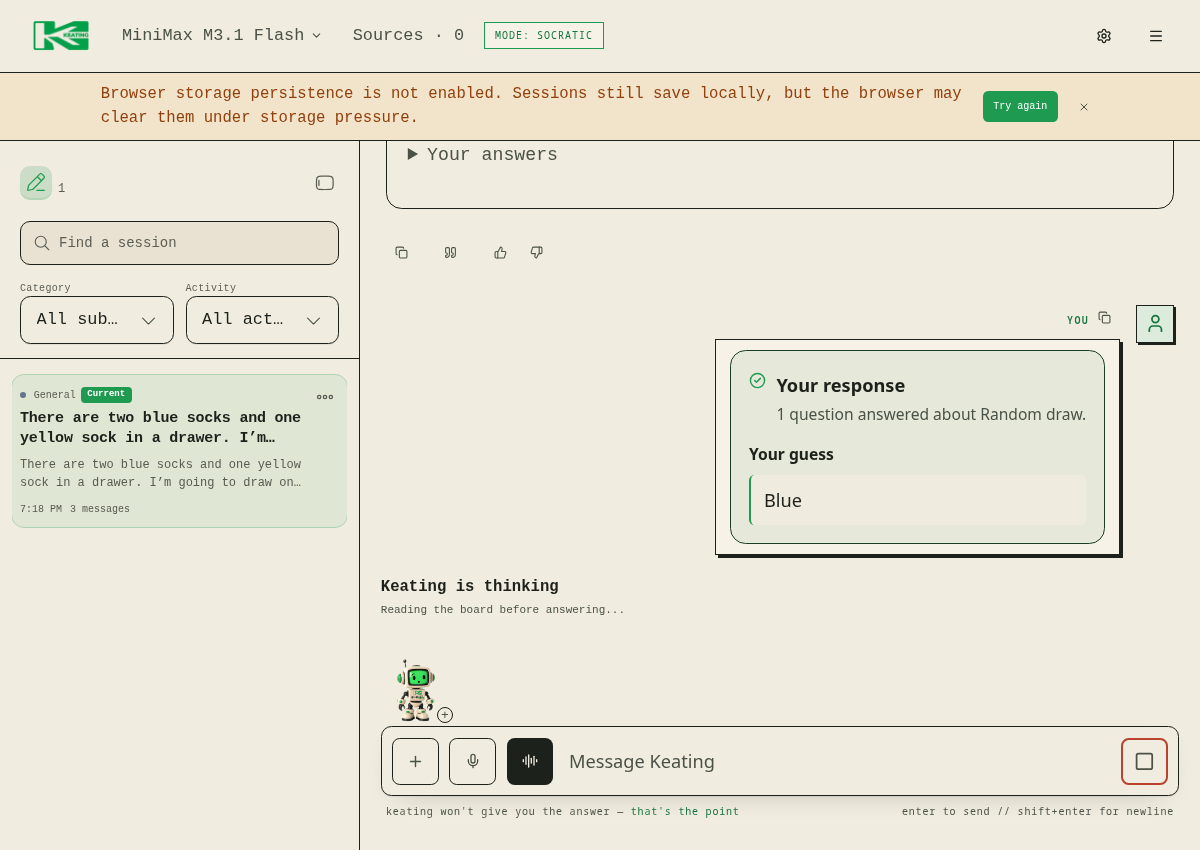 KEATING
MiniMax M3.1 Flash
Sources · 0
MODE: SOCRATIC
Browser storage persistence is not enabled. Sessions still save locally, but the browser may
clear them under storage pressure.
Try again
1
Find a session
Category
Activity
All sub…
All act…
General
Current
There are two blue socks and one
yellow sock in a drawer. I’m…
There are two blue socks and one yellow
sock in a drawer. I’m going to draw on…
7:18 PM 3 messages
Your answers
YOU
Your response
1 question answered about Random draw.
Your guess
Blue
Keating is thinking
Reading the board before answering...
Message Keating
keating won't give you the answer — that's the point
enter to send // shift+enter for newline